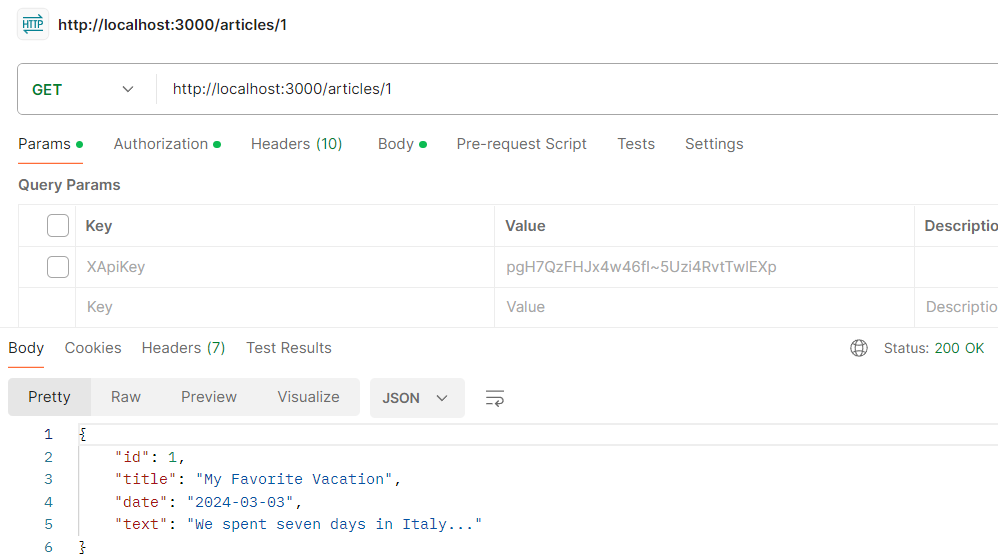 HTTP http://localhost:3000/articles/1
GET http://localhost:3000/articles/1
Params Authorization Headers (10) Body Pre-request Script Tests Settings
Query Params
Key Value Descriptio
XApiKey pgH7QzFHJx4w46fI~5Uzi4RvtTwlEXp
Key Value Descriptio
Body Cookies Headers (7) Test Results Status: 200 OK
Pretty Raw Preview Visualize JSON
1 {
2 "id": 1,
3 "title": "My Favorite Vacation",
4 "date": "2024-03-03",
5 "text": "We spent seven days in Italy..."
6 }